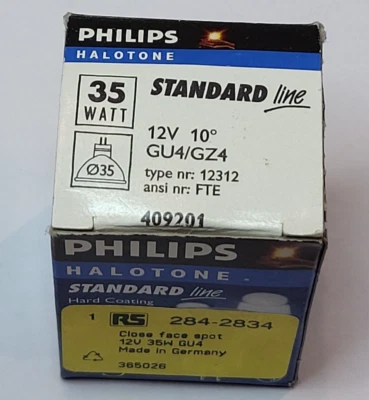 PHILIPS
HALOTONE
35
WATT
STANDARD line
12V 10°
GU4/GZ4
Ø35
type nr: 12312
ansi nr: FTE
409201
PHILIPS
HALOTONE
STANDARD line
Hard Coating
1 RS 284-2834
Close face spot
12V 35W GU4
Made in Germany
365026